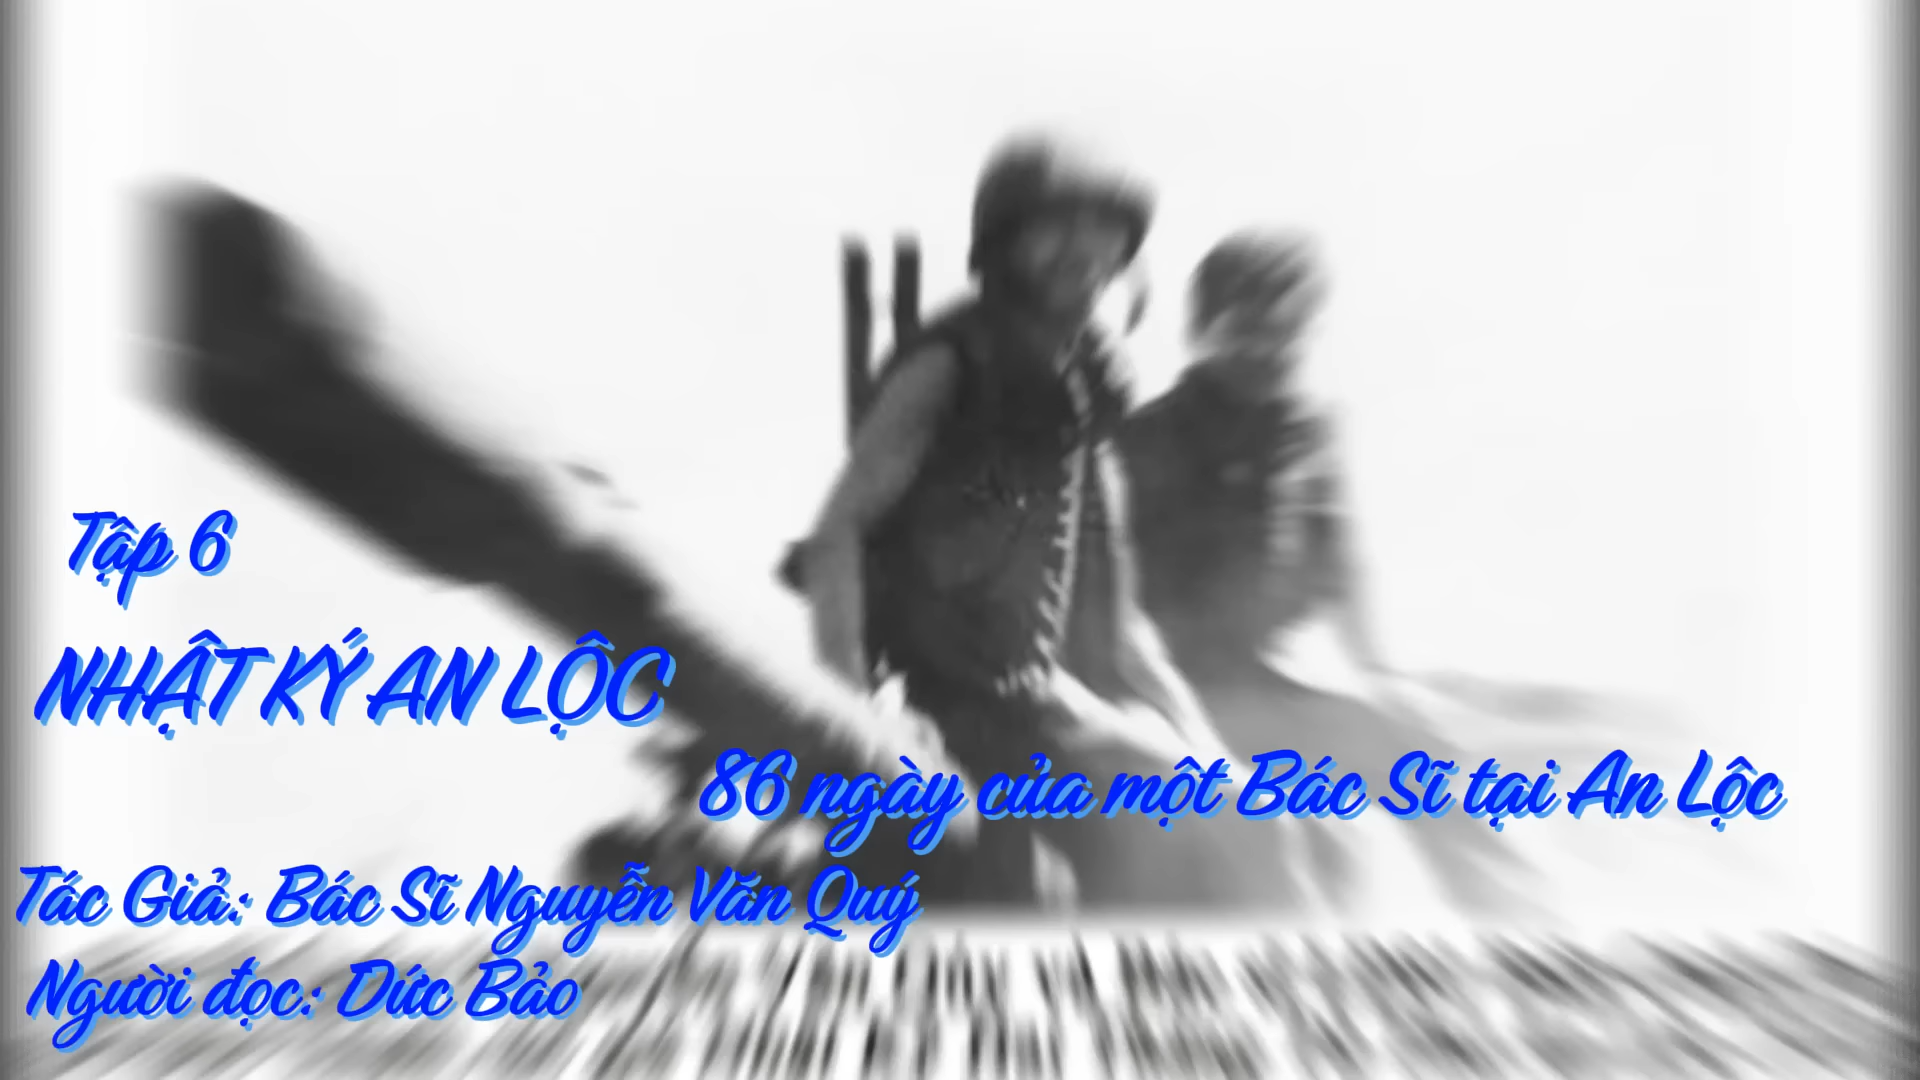 Tập 6
NHẬT KÝ AN LỘC
86 ngày của một Bác Sĩ tại An Lộc
Tác Giả: Bác Sĩ Nguyễn Văn Quý
Người đọc: Dức Bảo